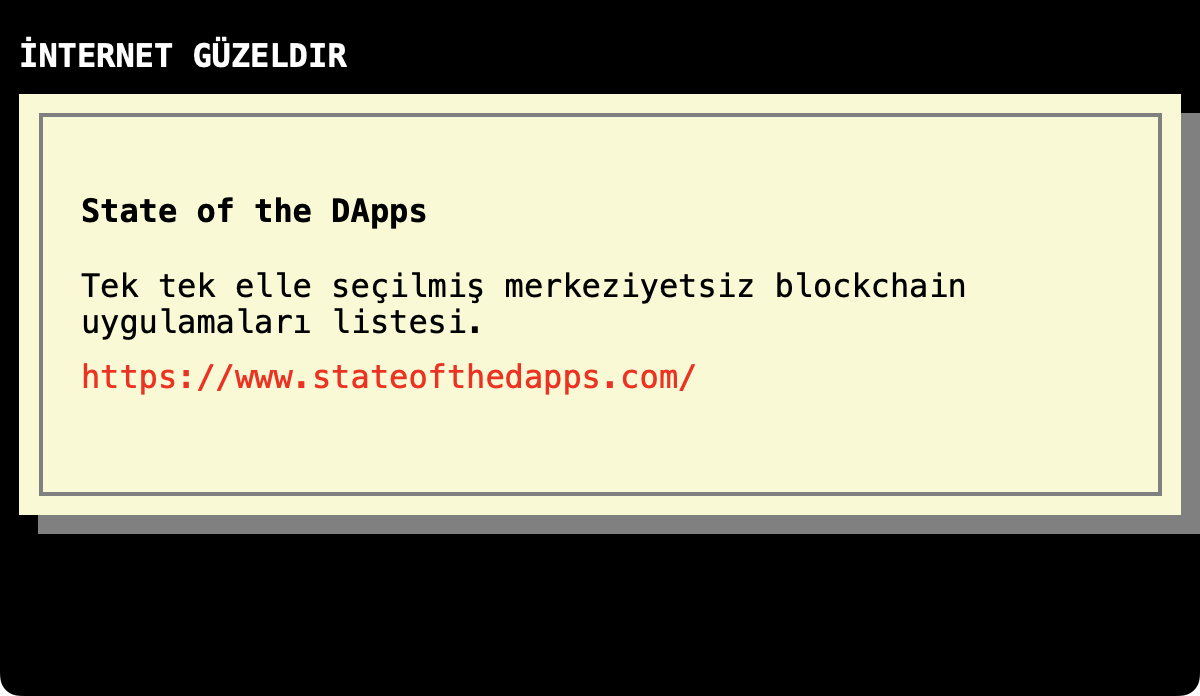 İNTERNET GÜZELDIR
State of the DApps
Tek tek elle seçilmiş merkeziyetsiz blockchain
uygulamaları listesi.
https://www.stateofthedapps.com/